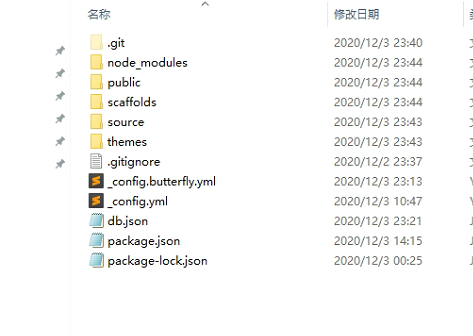 名称 修改日期
.git 2020/12/3 23:40
node_modules 2020/12/3 23:44
public 2020/12/3 23:44
scaffolds 2020/12/3 23:44
source 2020/12/3 23:43
themes 2020/12/3 23:43
.gitignore 2020/12/2 23:37
_config.butterfly.yml 2020/12/3 23:13
_config.yml 2020/12/3 10:47
db.json 2020/12/3 23:21
package.json 2020/12/3 14:15
package-lock.json 2020/12/3 00:25